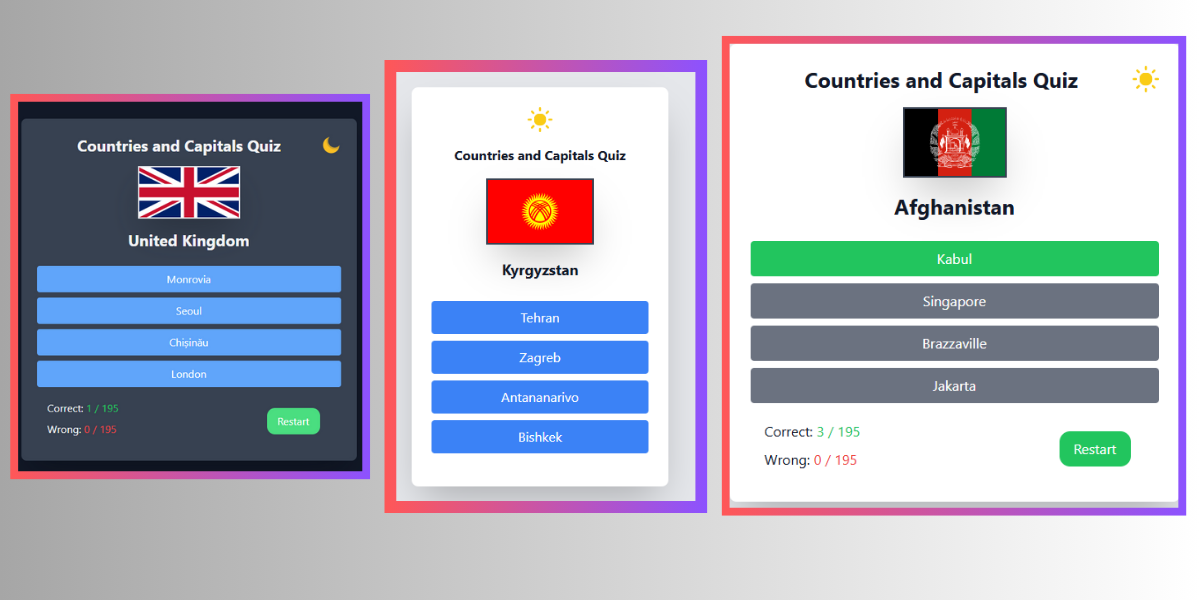 Countries and Capitals Quiz
United Kingdom
Monrovia
Seoul
Chișinău
London
Correct: 1 / 195
Wrong: 0 / 195
Restart
Countries and Capitals Quiz
Kyrgyzstan
Tehran
Zagreb
Antananarivo
Bishkek
Countries and Capitals Quiz
Afghanistan
Kabul
Singapore
Brazzaville
Jakarta
Correct: 3 / 195
Wrong: 0 / 195
Restart